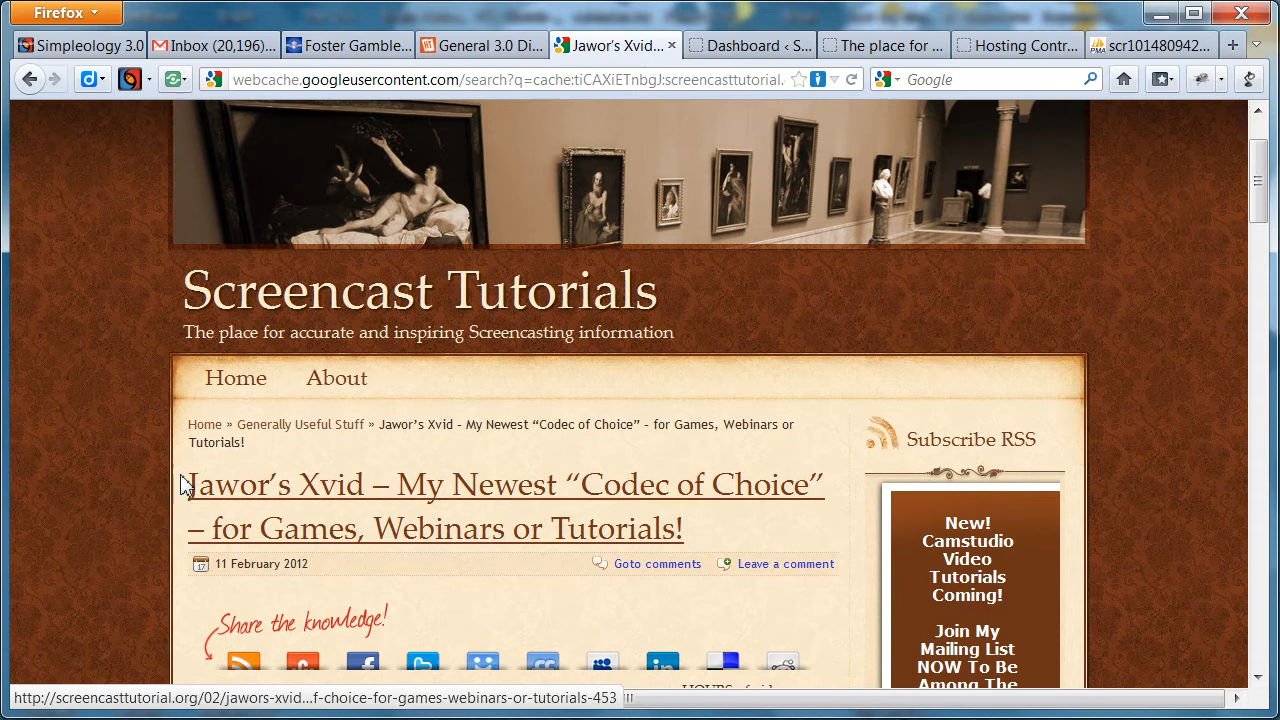 Firefox
Simpleology 3.0
Inbox (20,196)...
Foster Gamble...
General 3.0 Di...
Jawor's Xvid...
Dashboard ‹ S...
The place for ...
Hosting Contr...
scr101480942...
webcache.googleusercontent.com/search?q=cache:tiCAXiETnbgJ:screencasttutorial.
Google
Screencast Tutorials
The place for accurate and inspiring Screencasting information
Home About
Home » Generally Useful Stuff » Jawor's Xvid - My Newest “Codec of Choice” - for Games, Webinars or
Tutorials!
Jawor's Xvid – My Newest “Codec of Choice”
– for Games, Webinars or Tutorials!
17 11 February 2012
Goto comments
Leave a comment
Share the knowledge!
Subscribe RSS
New!
Camstudio
Video
Tutorials
Coming!
Join My
Mailing List
NOW To Be
Among The
http://screencasttutorial.org/02/jawors-xvid...f-choice-for-games-webinars-or-tutorials-453